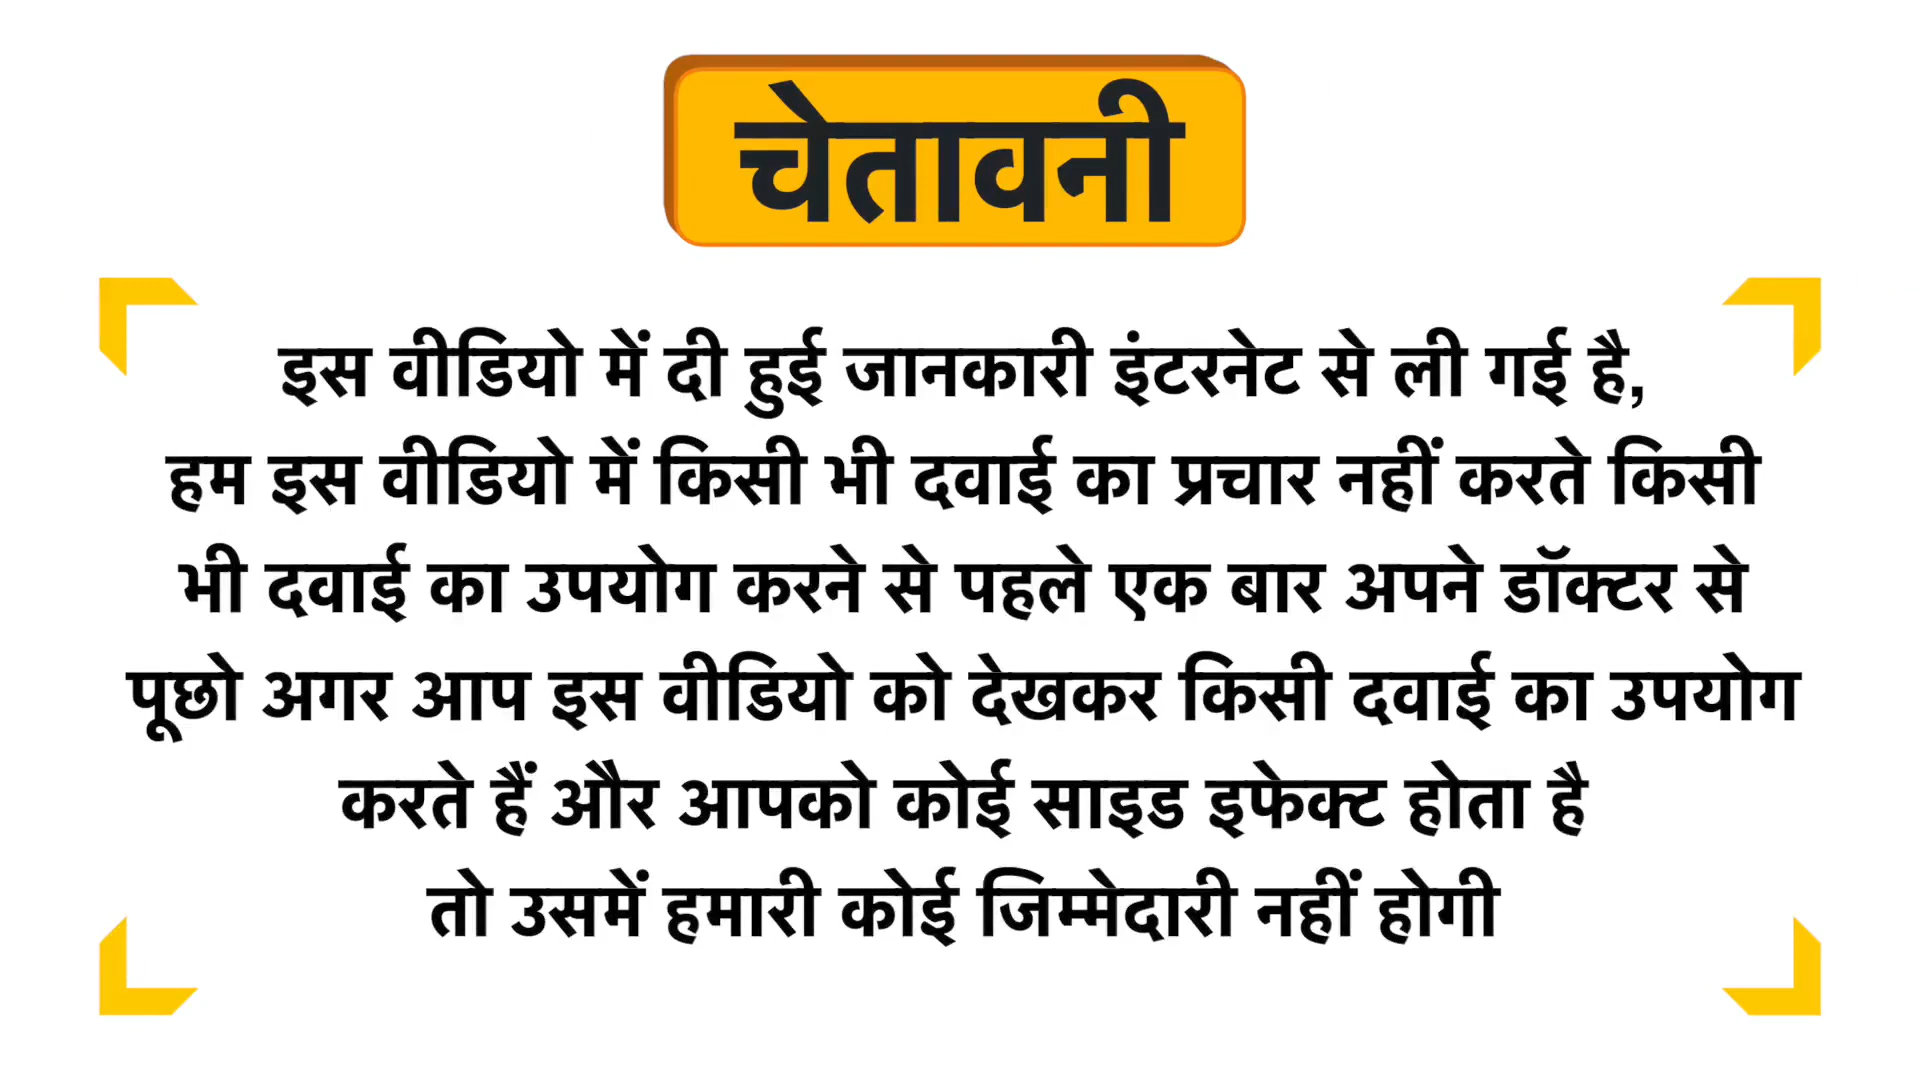 चेतावनी
इस वीडियो में दी हुई जानकारी इंटरनेट से ली गई है,
हम इस वीडियो में किसी भी दवाई का प्रचार नहीं करते किसी
भी दवाई का उपयोग करने से पहले एक बार अपने डॉक्टर से
पूछो अगर आप इस वीडियो को देखकर किसी दवाई का उपयोग
करते हैं और आपको कोई साइड इफेक्ट होता है
तो उसमें हमारी कोई जिम्मेदारी नहीं होगी